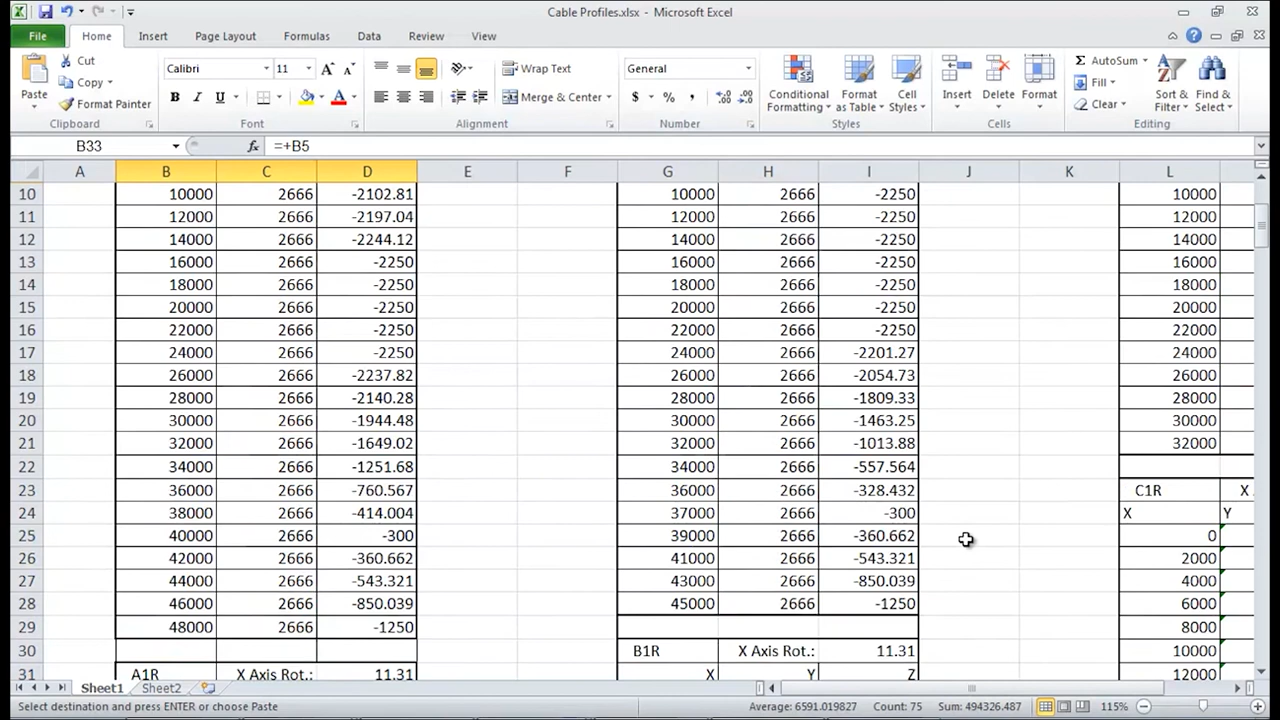 Cable Profiles.xlsx - Microsoft Excel
File Home Insert Page Layout Formulas Data Review View
Paste Cut Copy Format Painter Clipboard
Calibri 11 A A B I U A Font
Wrap Text Merge & Center Alignment
General $ % , Number
Conditional Formatting Format as Table Cell Styles Styles
Insert Delete Format Cells
Σ AutoSum Fill Clear Sort & Filter Find & Select Editing
B33 fx =+B5
A B C D E F G H I J K L
10 10000 2666 -2102.81 10000 2666 -2250 10000
11 12000 2666 -2197.04 12000 2666 -2250 12000
12 14000 2666 -2244.12 14000 2666 -2250 14000
13 16000 2666 -2250 16000 2666 -2250 16000
14 18000 2666 -2250 18000 2666 -2250 18000
15 20000 2666 -2250 20000 2666 -2250 20000
16 22000 2666 -2250 22000 2666 -2250 22000
17 24000 2666 -2250 24000 2666 -2201.27 24000
18 26000 2666 -2237.82 26000 2666 -2054.73 26000
19 28000 2666 -2140.28 28000 2666 -1809.33 28000
20 30000 2666 -1944.48 30000 2666 -1463.25 30000
21 32000 2666 -1649.02 32000 2666 -1013.88 32000
22 34000 2666 -1251.68 34000 2666 -557.564
23 36000 2666 -760.567 36000 2666 -328.432 C1R X
24 38000 2666 -414.004 37000 2666 -300 X Y
25 40000 2666 -300 39000 2666 -360.662 0
26 42000 2666 -360.662 41000 2666 -543.321 2000
27 44000 2666 -543.321 43000 2666 -850.039 4000
28 46000 2666 -850.039 45000 2666 -1250 6000
29 48000 2666 -1250 8000
30 B1R X Axis Rot.: 11.31 10000
31 A1R X Axis Rot.: 11.31 X Y Z 12000
Sheet1 Sheet2
Select destination and press ENTER or choose Paste Average: 6591.019827 Count: 75 Sum: 494326.487 115%